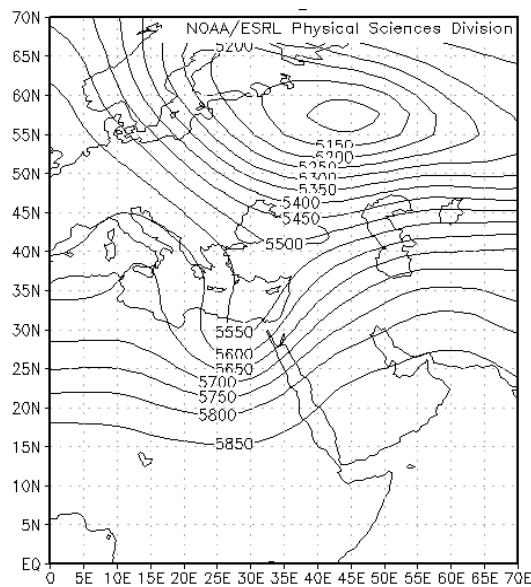 70N
NOAA/ESRL Physical Sciences Division
5200
65N
60N
55N
5150
5200
5250
50N
5300
5350
5400
45N
5450
5500
40N
35N
30N
5550
5600
5650
25N
5700
5750
20N
5800
5850
15N
10N
5N
EQ
0 5E 10E 15E 20E 25E 30E 35E 40E 45E 50E 55E 60E 65E 70E